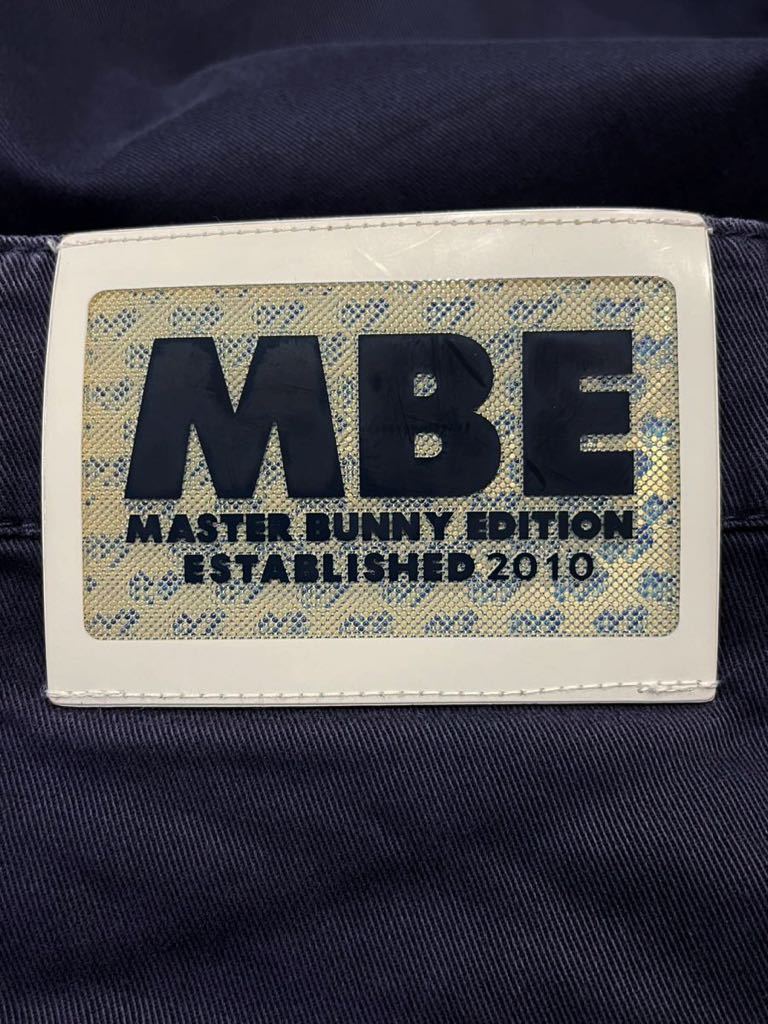 MBE
MASTER BUNNY EDITION
ESTABLISHED 2010